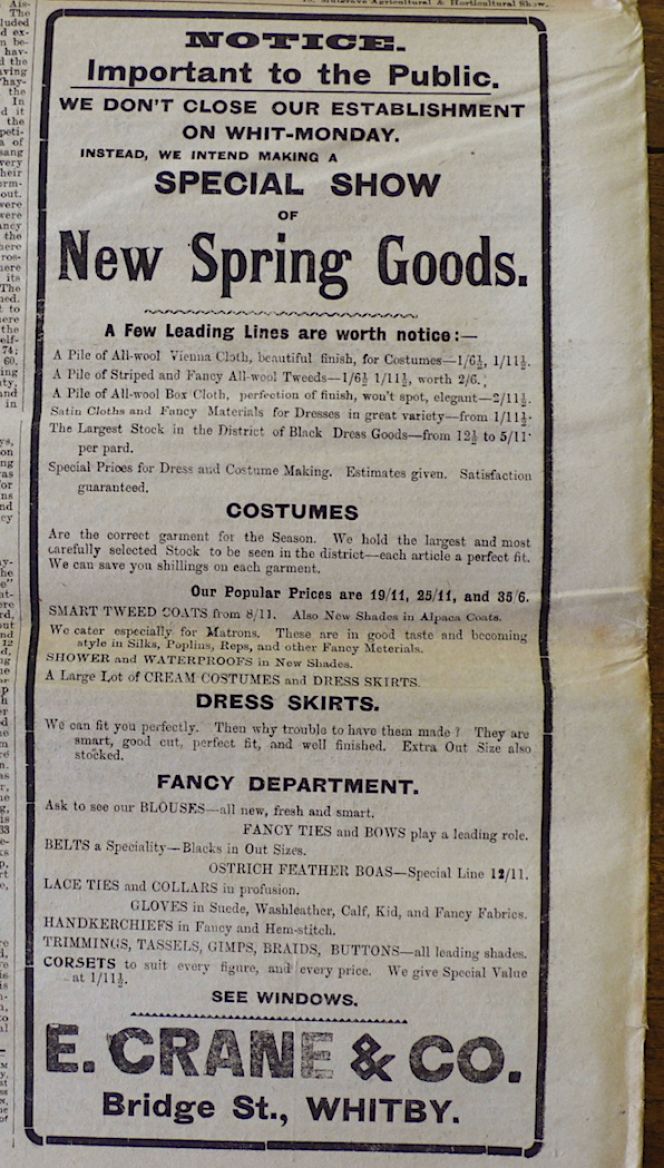 Mulgrave Agricultural & Horticultural Show.
NOTICE.
Important to the Public.
WE DON'T CLOSE OUR ESTABLISHMENT
ON WHIT-MONDAY.
INSTEAD, WE INTEND MAKING A
SPECIAL SHOW
OF
New Spring Goods.
A Few Leading Lines are worth notice:—
A Pile of All-wool Vienna Cloth, beautiful finish, for Costumes—1/6½, 1/11½.
A Pile of Striped and Fancy All-wool Tweeds—1/6½ 1/11½, worth 2/6.
A Pile of All-wool Box Cloth, perfection of finish, won't spot, elegant—2/11½.
Satin Cloths and Fancy Materials for Dresses in great variety—from 1/11½.
The Largest Stock in the District of Black Dress Goods—from 12½ to 5/11
per pard.
Special Prices for Dress and Costume Making. Estimates given. Satisfaction
guaranteed.
COSTUMES
Are the correct garment for the Season. We hold the largest and most
carefully selected Stock to be seen in the district—each article a perfect fit.
We can save you shillings on each garment.
Our Popular Prices are 19/11, 25/11, and 35/6.
SMART TWEED COATS from 8/11. Also New Shades in Alpaca Coats.
We cater especially for Matrons. These are in good taste and becoming
style in Silks, Poplins, Reps, and other Fancy Meterials.
SHOWER and WATERPROOFS in New Shades.
A Large Lot of CREAM COSTUMES and DRESS SKIRTS.
DRESS SKIRTS.
We can fit you perfectly. Then why trouble to have them made ? They are
smart, good cut, perfect fit, and well finished. Extra Out Size also
stocked.
FANCY DEPARTMENT.
Ask to see our BLOUSES—all new, fresh and smart.
FANCY TIES and BOWS play a leading role.
BELTS a Speciality—Blacks in Out Sizes.
OSTRICH FEATHER BOAS—Special Line 12/11.
LACE TIES and COLLARS in profusion.
GLOVES in Suede, Washleather, Calf, Kid, and Fancy Fabrics.
HANDKERCHIEFS in Fancy and Hem-stitch.
TRIMMINGS, TASSELS, GIMPS, BRAIDS, BUTTONS—all leading shades.
CORSETS to suit every figure, and every price. We give Special Value
at 1/11½.
SEE WINDOWS.
E. CRANE & CO.
Bridge St., WHITBY.